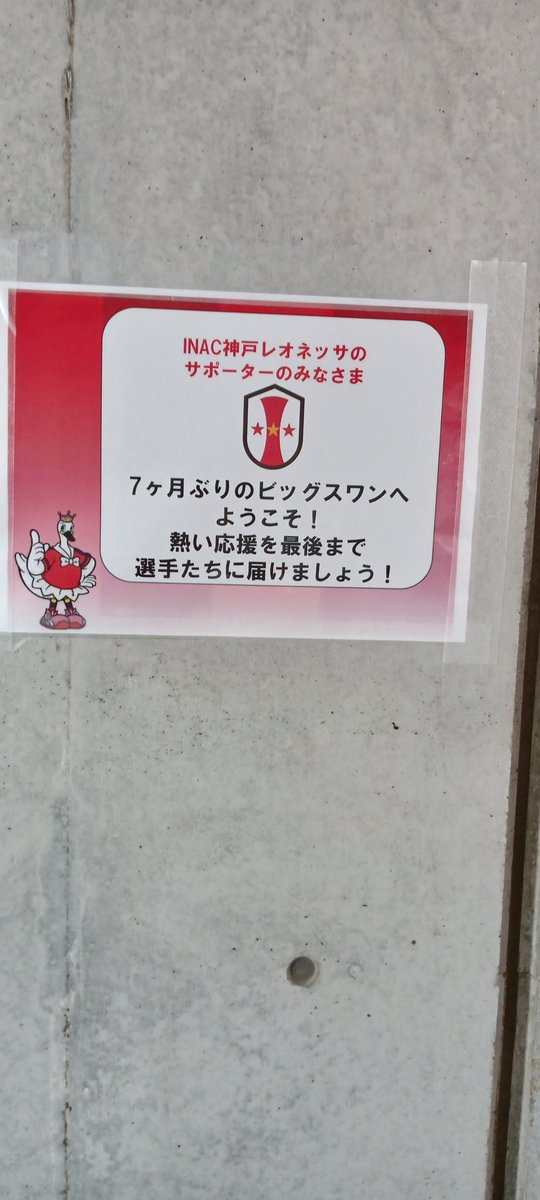 INAC神戸レオネッサの
サポーターのみなさま
7ヶ月ぶりのビッグスワンへ
ようこそ！
熱い応援を最後まで
選手たちに届けましょう！